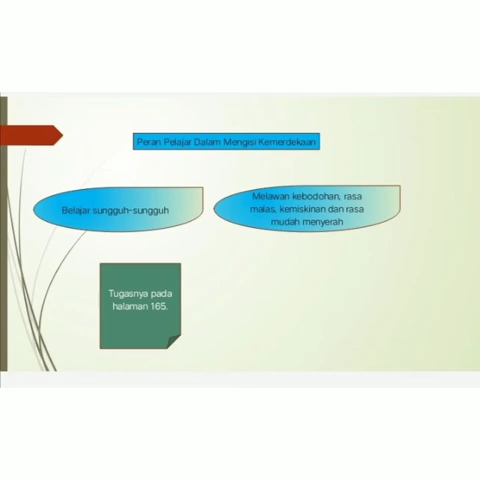 Peran Pelajar Dalam Mengisi Kemerdekaan
Belajar sungguh-sungguh
Melawan kebodohan, rasa
malas, kemiskinan dan rasa
mudah menyerah
Tugasnya pada
halaman 165.